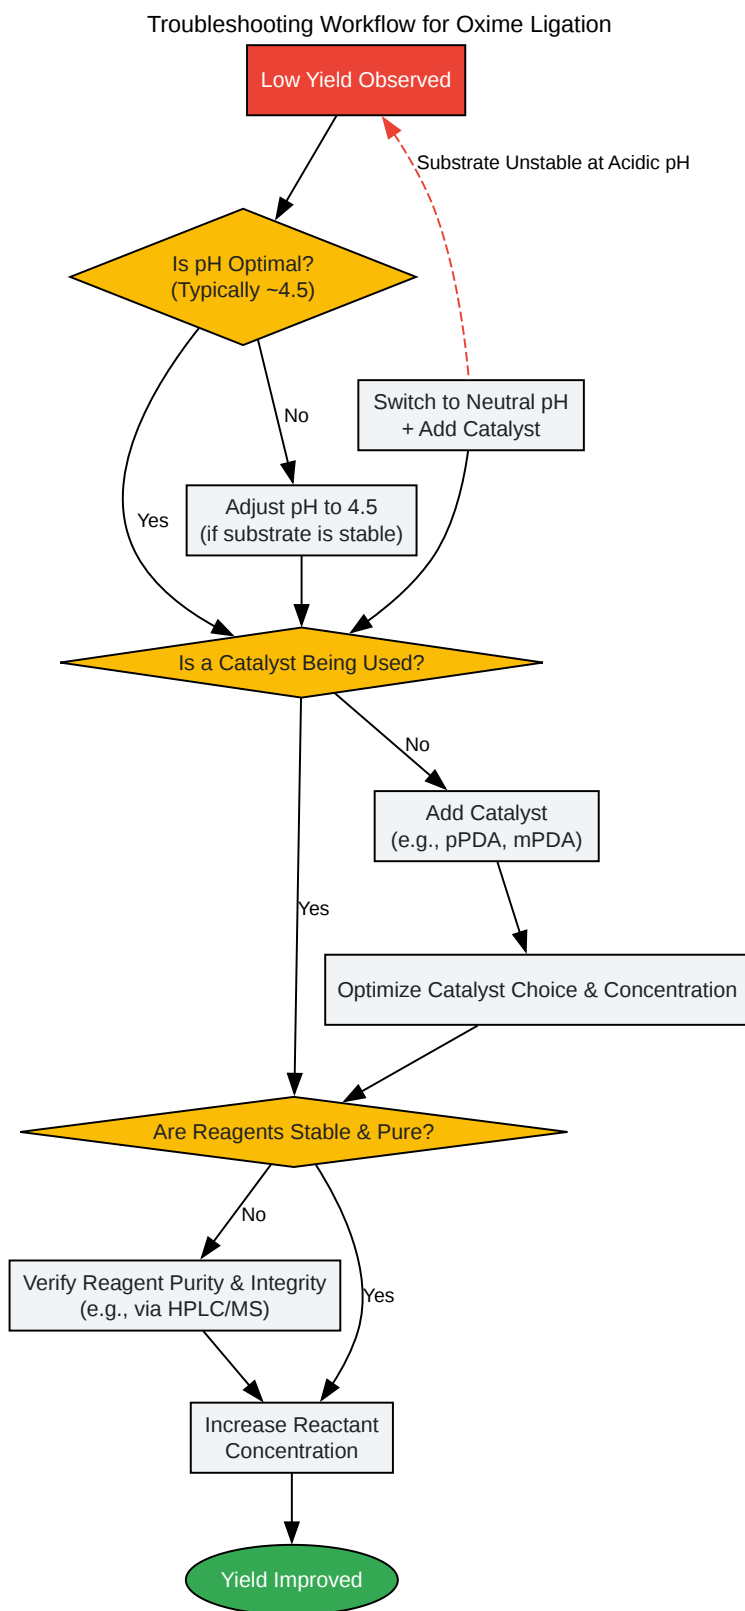 Troubleshooting Workflow for Oxime Ligation
Low Yield Observed
Substrate Unstable at Acidic pH
Is pH Optimal?
(Typically ~4.5)
Switch to Neutral pH
+ Add Catalyst
No
Adjust pH to 4.5
(if substrate is stable)
Yes
Is a Catalyst Being Used?
No
Add Catalyst
(e.g., pPDA, mPDA)
Yes
Optimize Catalyst Choice & Concentration
Are Reagents Stable & Pure?
No
Verify Reagent Purity & Integrity
(e.g., via HPLC/MS)
Yes
Increase Reactant
Concentration
Yield Improved